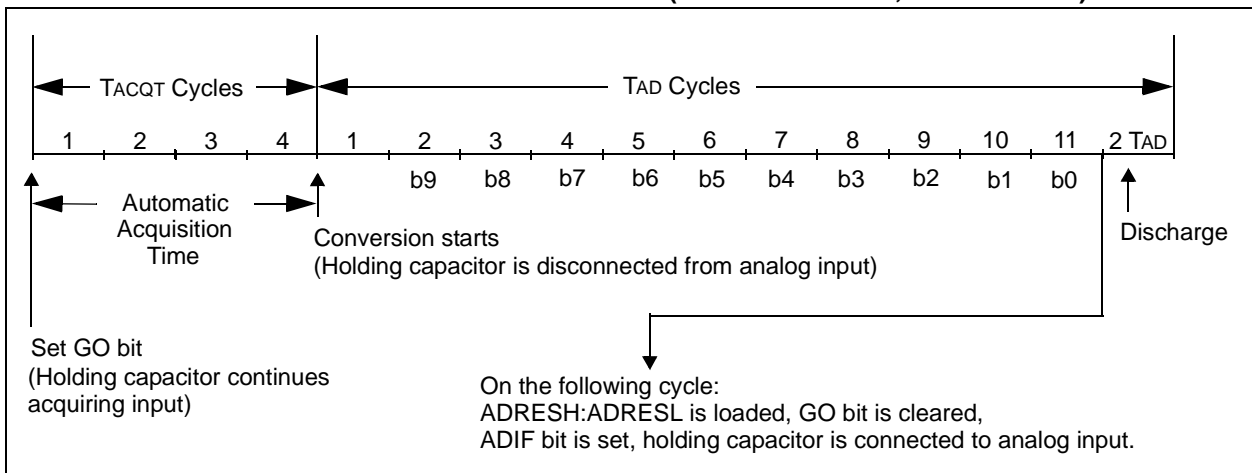 TACQT Cycles
TAD Cycles
1 2 3 4 1 2 3 4 5 6 7 8 9 10 11 2 TAD
b9 b8 b7 b6 b5 b4 b3 b2 b1 b0
Automatic
Acquisition
Time
Conversion starts
(Holding capacitor is disconnected from analog input)
Discharge
Set GO bit
(Holding capacitor continues
acquiring input)
On the following cycle:
ADRESH:ADRESL is loaded, GO bit is cleared,
ADIF bit is set, holding capacitor is connected to analog input.